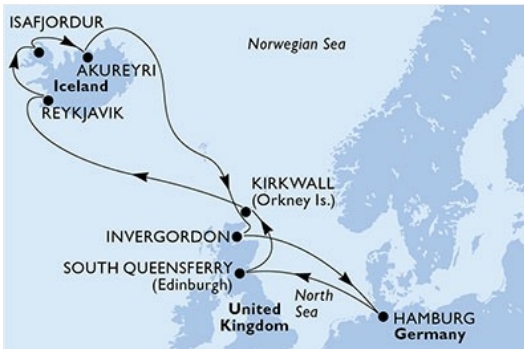 ISAFJORDUR
Norwegian Sea
AKUREYRI
Iceland
REYKJAVIK
KIRKWALL
(Orkney Is.)
INVERGORDON
SOUTH QUEENSFERRY
(Edinburgh)
North
Sea
United
Kingdom
HAMBURG
Germany